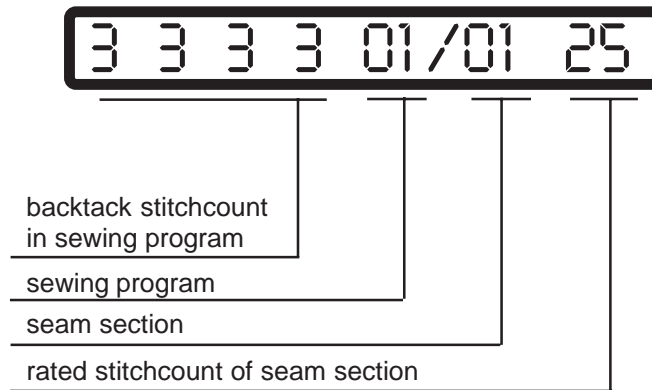 3 3 3 3 01/01 25
backtack stitchcount
in sewing program
sewing program
seam section
rated stitchcount of seam section